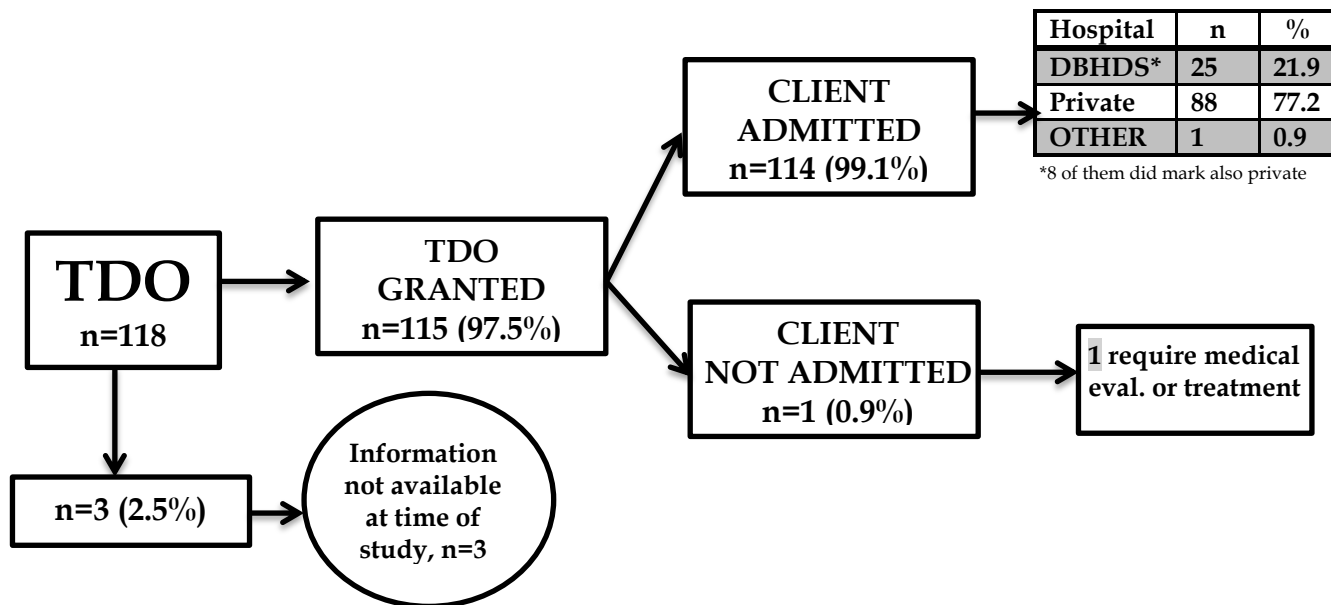 TDO
n=118
n=3 (2.5%)
Information
not available
at time of
study, n=3
TDO
GRANTED
n=115 (97.5%)
CLIENT
ADMITTED
n=114 (99.1%)
Hospital n %
DBHDS* 25 21.9
Private 88 77.2
OTHER 1 0.9
*8 of them did mark also private
CLIENT
NOT ADMITTED
n=1 (0.9%)
1 require medical
eval. or treatment